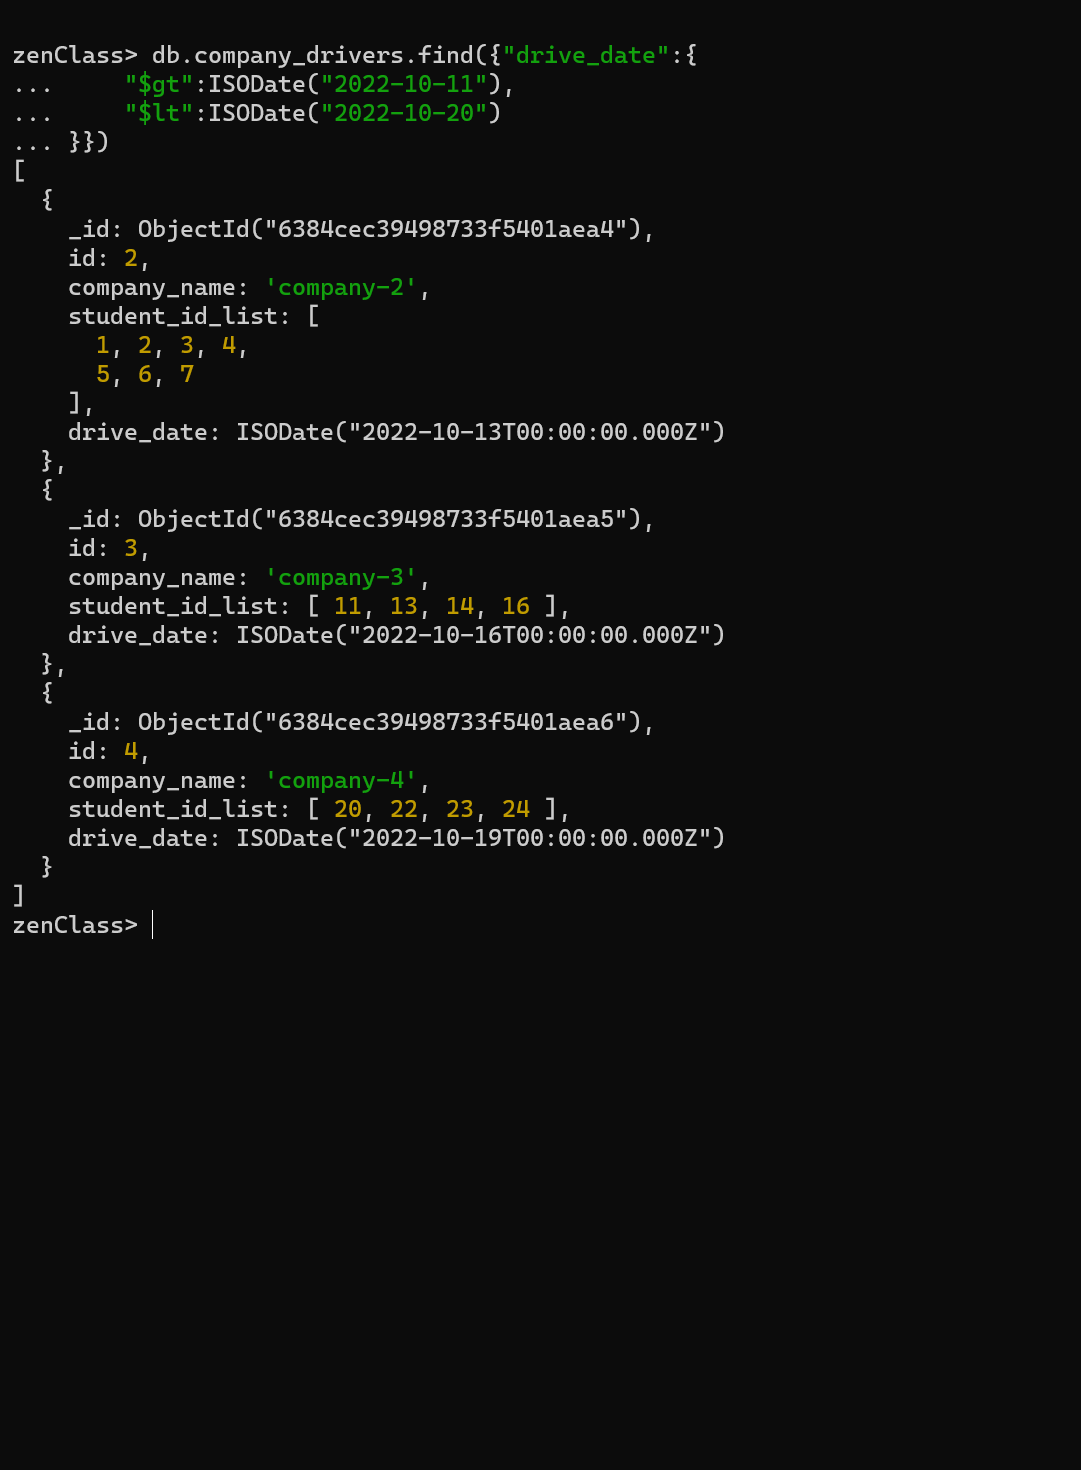 zenClass> db.company_drivers.find({"drive_date":{
...     "$gt":ISODate("2022-10-11"),
...     "$lt":ISODate("2022-10-20")
... }})
[
  {
    _id: ObjectId("6384cec39498733f5401aea4"),
    id: 2,
    company_name: 'company-2',
    student_id_list: [
      1, 2, 3, 4,
      5, 6, 7
    ],
    drive_date: ISODate("2022-10-13T00:00:00.000Z")
  },
  {
    _id: ObjectId("6384cec39498733f5401aea5"),
    id: 3,
    company_name: 'company-3',
    student_id_list: [ 11, 13, 14, 16 ],
    drive_date: ISODate("2022-10-16T00:00:00.000Z")
  },
  {
    _id: ObjectId("6384cec39498733f5401aea6"),
    id: 4,
    company_name: 'company-4',
    student_id_list: [ 20, 22, 23, 24 ],
    drive_date: ISODate("2022-10-19T00:00:00.000Z")
  }
]
zenClass>